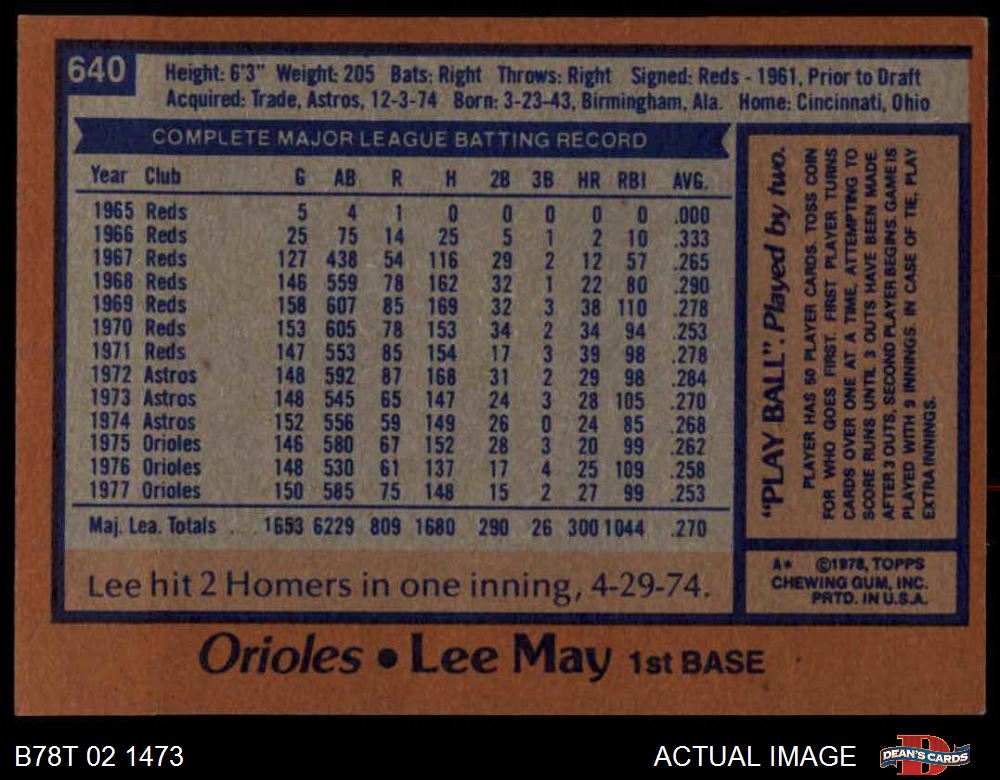 640
Height: 6'3" Weight: 205 Bats: Right Throws: Right Signed: Reds - 1961, Prior to Draft
Acquired: Trade, Astros, 12-3-74 Born: 3-23-43, Birmingham, Ala. Home: Cincinnati, Ohio
COMPLETE MAJOR LEAGUE BATTING RECORD
Year Club G AB R H 2B 3B HR RBI AVG.
1965 Reds 5 4 1 0 0 0 0 0 .000
1966 Reds 25 75 14 25 5 1 2 10 .333
1967 Reds 127 438 54 116 29 2 12 57 .265
1968 Reds 146 559 78 162 32 1 22 80 .290
1969 Reds 158 607 85 169 32 3 38 110 .278
1970 Reds 153 605 78 153 34 2 34 94 .253
1971 Reds 147 553 85 154 17 3 39 98 .278
1972 Astros 148 592 87 168 31 2 29 98 .284
1973 Astros 148 545 65 147 24 3 28 105 .270
1974 Astros 152 556 59 149 26 0 24 85 .268
1975 Orioles 146 580 67 152 28 3 20 99 .262
1976 Orioles 148 530 61 137 17 4 25 109 .258
1977 Orioles 150 585 75 148 15 2 27 99 .253
Maj. Lea. Totals .... 1653 6229 809 1680 290 26 300 1044 .270
Lee hit 2 Homers in one inning, 4-29-74.
"PLAY BALL". Played by two.
PLAYER HAS 50 PLAYER CARDS. TOSS COIN
FOR WHO GOES FIRST. FIRST PLAYER TURNS
CARDS OVER ONE AT A TIME, ATTEMPTING TO
SCORE RUNS UNTIL 3 OUTS HAVE BEEN MADE.
AFTER 3 OUTS, SECOND PLAYER BEGINS. GAME IS
PLAYED WITH 9 INNINGS. IN CASE OF TIE, PLAY
EXTRA INNINGS.
A* ©1978, TOPPS
CHEWING GUM, INC.
PRTD. IN U.S.A.
Orioles • Lee May 1st BASE
B78T 02 1473
ACTUAL IMAGE
DEAN'S CARDS